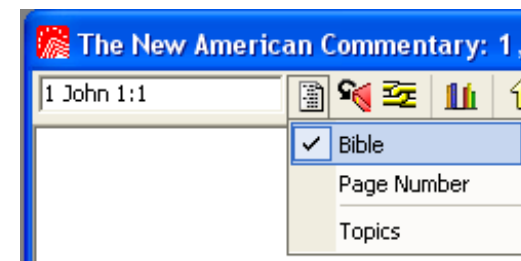 The New American Commentary: 1
1 John 1:1
Bible
Page Number
Topics